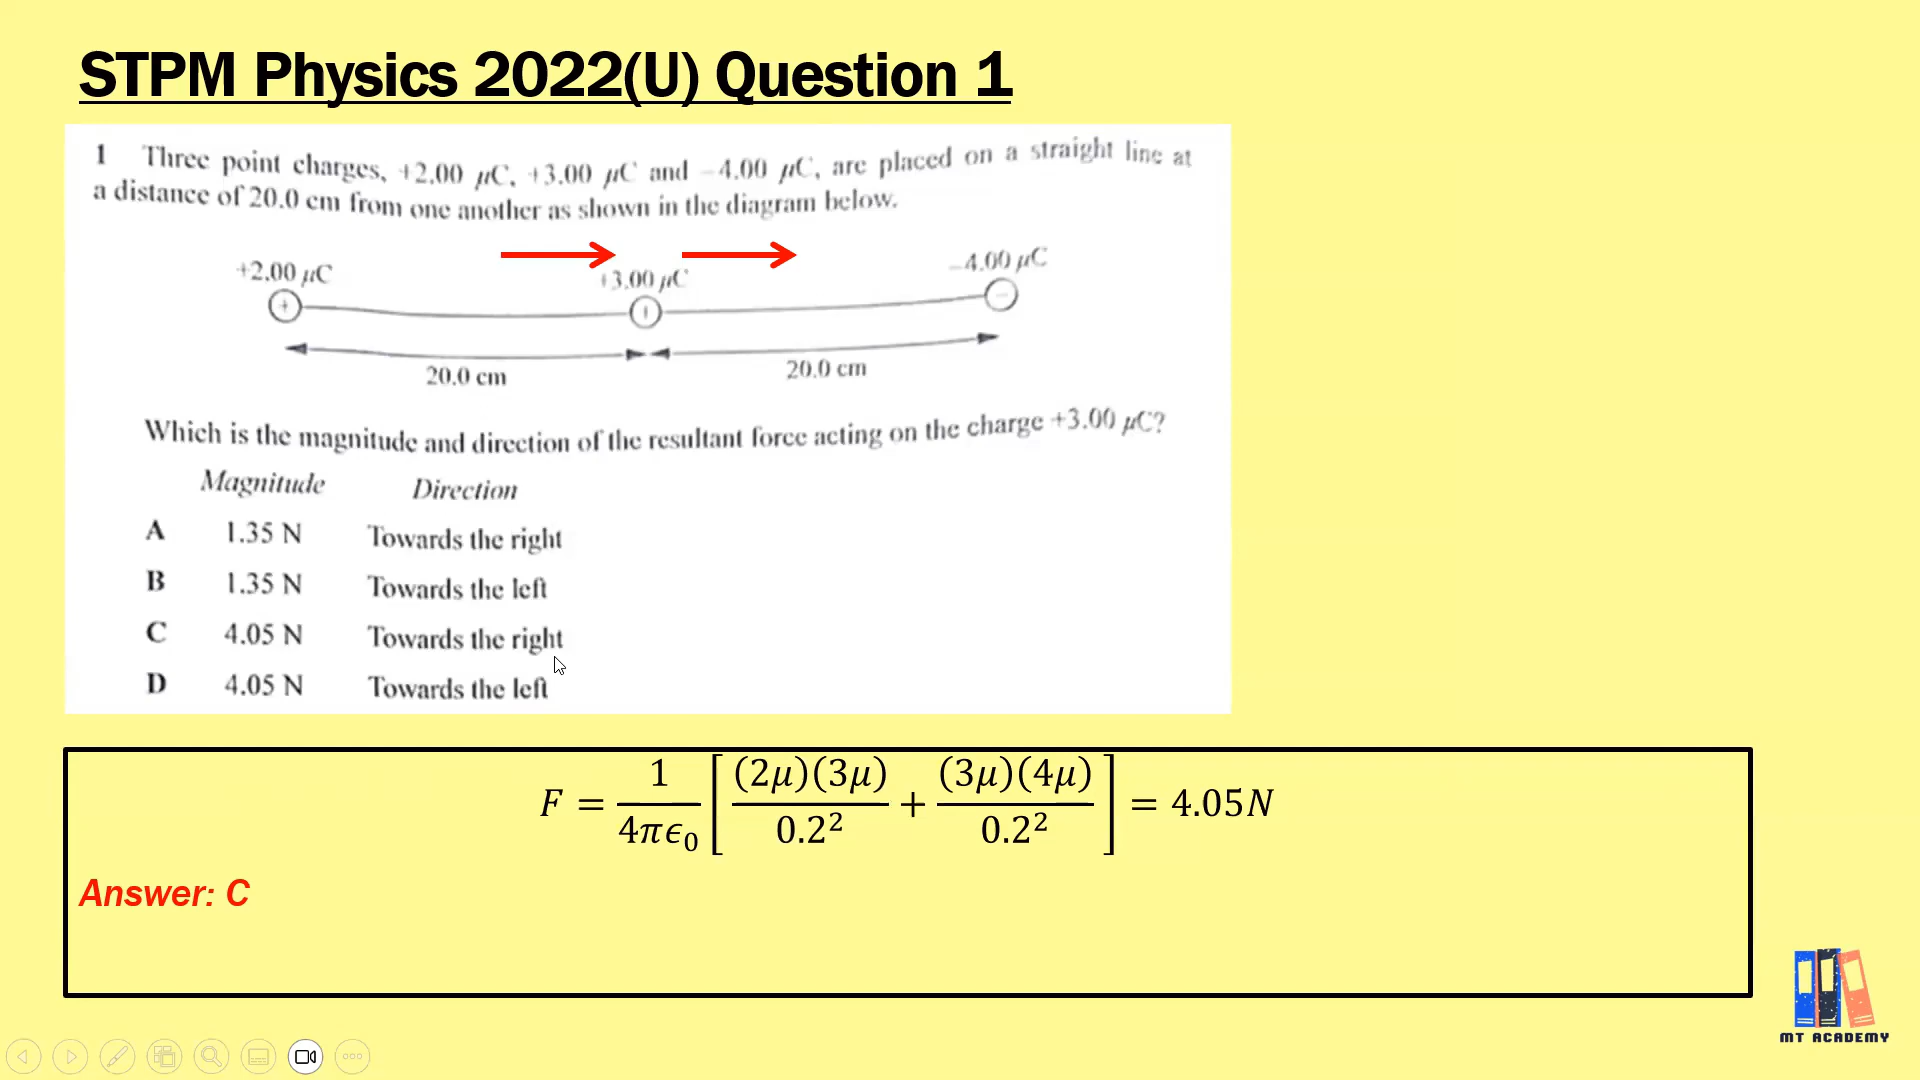 STPM Physics 2022(U) Question 1
1 Three point charges, +2.00 μC, +3.00 μC and −4.00 μC, are placed on a straight line at
a distance of 20.0 cm from one another as shown in the diagram below.
+2.00 μC +3.00 μC −4.00 μC
20.0 cm 20.0 cm
Which is the magnitude and direction of the resultant force acting on the charge +3.00 μC?
Magnitude Direction
A 1.35 N Towards the right
B 1.35 N Towards the left
C 4.05 N Towards the right
D 4.05 N Towards the left
F = 1/(4πϵ₀) [ (2μ)(3μ)/0.2² + (3μ)(4μ)/0.2² ] = 4.05N
Answer: C
MT ACADEMY